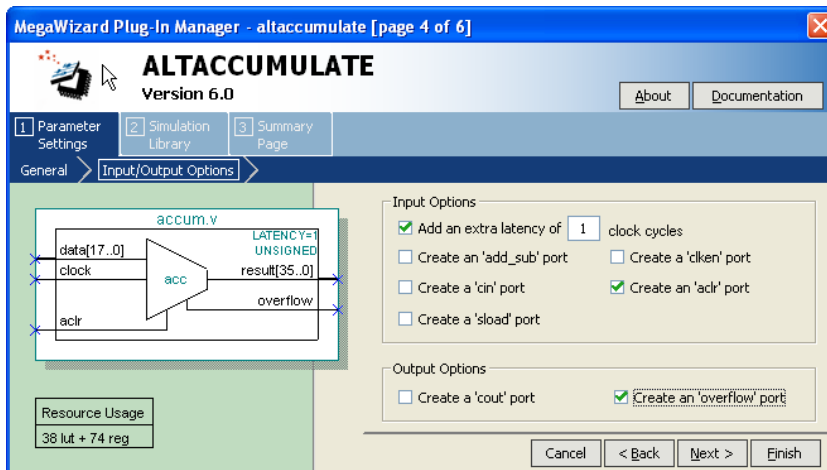 MegaWizard Plug-In Manager - altaccumulate [page 4 of 6]
ALTACCUMULATE
Version 6.0
About
Documentation
1 Parameter Settings
2 Simulation Library
3 Summary Page
General
Input/Output Options
accum.v
LATENCY=1
UNSIGNED
data[17..0]
clock
acc
result[35..0]
overflow
aclr
Resource Usage
38 lut + 74 reg
Input Options
Add an extra latency of 1 clock cycles
Create an 'add_sub' port
Create a 'clken' port
Create a 'cin' port
Create an 'aclr' port
Create a 'sload' port
Output Options
Create a 'cout' port
Create an 'overflow' port
Cancel
< Back
Next >
Finish